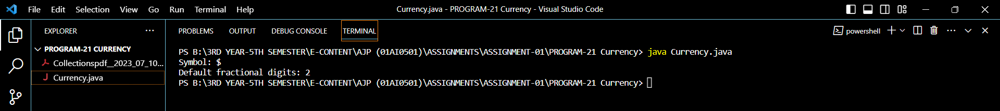 File Edit Selection View Go Run Terminal Help Currency.java - PROGRAM-21 Currency - Visual Studio Code
EXPLORER ... PROBLEMS OUTPUT DEBUG CONSOLE TERMINAL powershell
PROGRAM-21 CURRENCY
Collectionspdf__2023_07_10...
J Currency.java
PS B:\3RD YEAR-5TH SEMESTER\E-CONTENT\AJP (01AI0501)\ASSIGNMENTS\ASSIGNMENT-01\PROGRAM-21 Currency> java Currency.java
Symbol: $
Default fractional digits: 2
PS B:\3RD YEAR-5TH SEMESTER\E-CONTENT\AJP (01AI0501)\ASSIGNMENTS\ASSIGNMENT-01\PROGRAM-21 Currency>